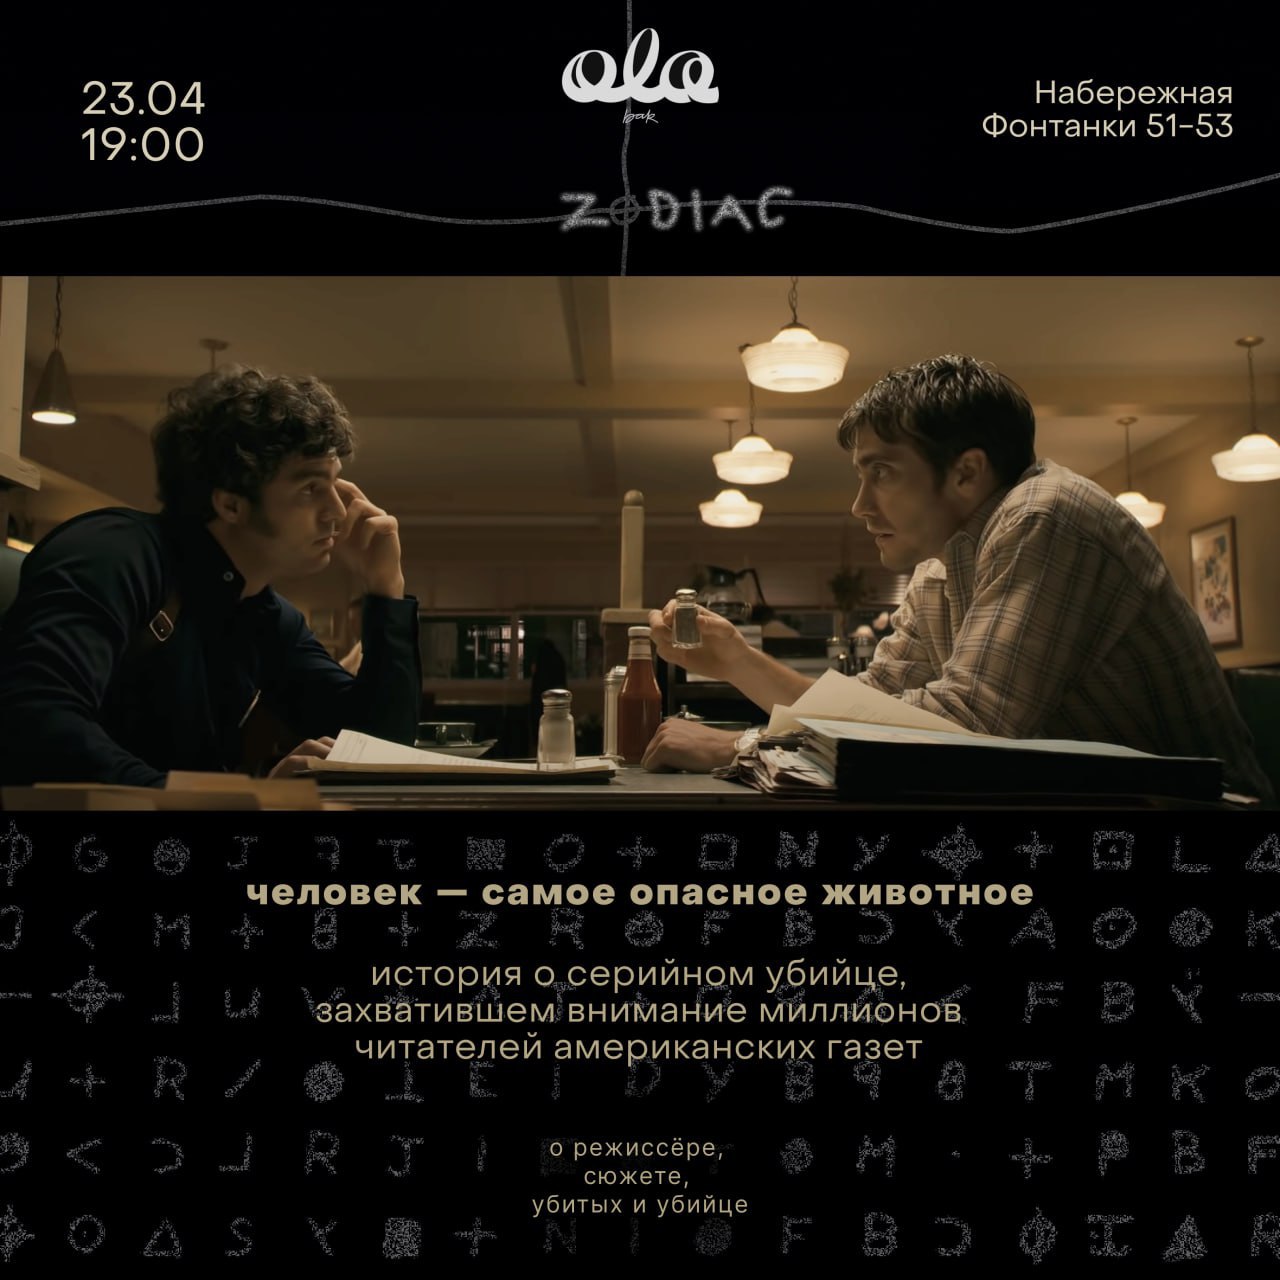 23.04
19:00
ola
bak
Набережная
Фонтанки 51–53
ZODIAC
человек — самое опасное животное
история о серийном убийце,
захватившем внимание миллионов
читателей американских газет
о режиссёре,
сюжете,
убитых и убийце